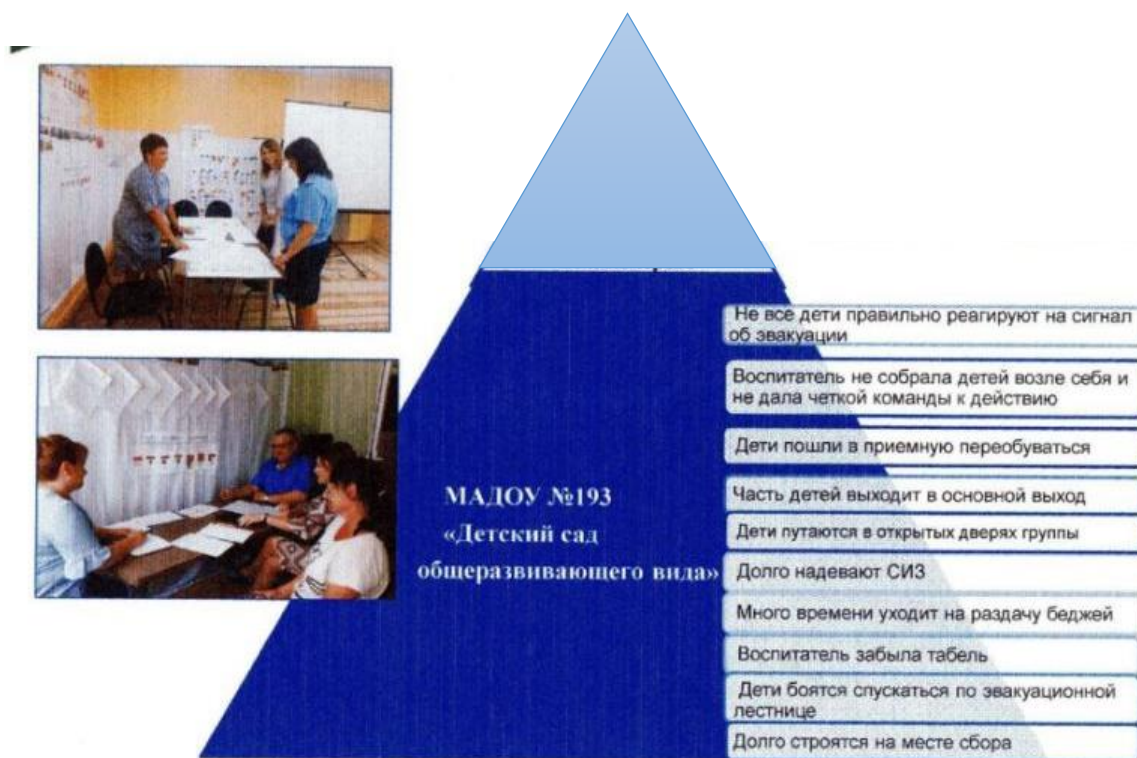 МАДОУ №193
«Детский сад
общеразвивающего вида»
Не все дети правильно реагируют на сигнал
об эвакуации
Воспитатель не собрала детей возле себя и
не дала четкой команды к действию
Дети пошли в приемную переобуваться
Часть детей выходит в основной выход
Дети путаются в открытых дверях группы
Долго надевают СИЗ
Много времени уходит на раздачу беджей
Воспитатель забыла табель
Дети боятся спускаться по эвакуационной
лестнице
Долго строятся на месте сбора